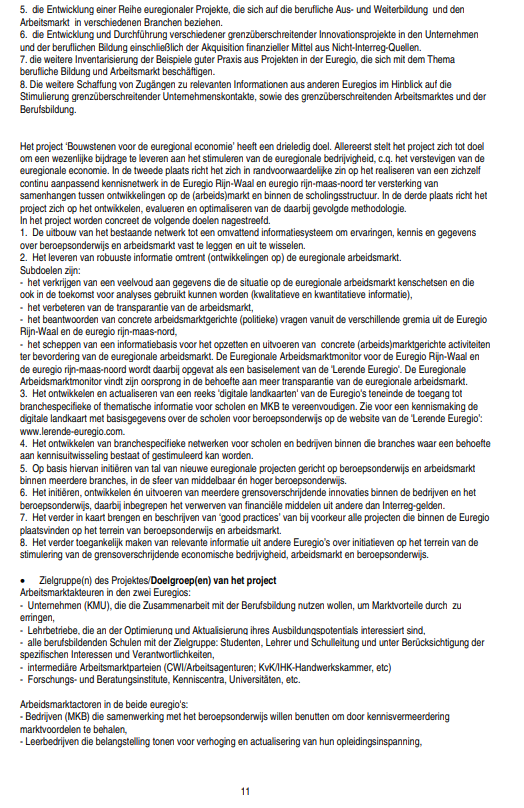 5.  die Entwicklung einer Reihe euregionaler Projekte, die sich auf die berufliche Aus- und Weiterbildung  und den
Arbeitsmarkt  in verschiedenen Branchen beziehen.
6.  die Entwicklung und Durchführung verschiedener grenzüberschreitender Innovationsprojekte in den Unternehmen
und der beruflichen Bildung einschließlich der Akquisition finanzieller Mittel aus Nicht-Interreg-Quellen.
7. die weitere Inventarisierung der Beispiele guter Praxis aus Projekten in der Euregio, die sich mit dem Thema
berufliche Bildung und Arbeitsmarkt beschäftigen.
8. Die weitere Schaffung von Zugängen zu relevanten Informationen aus anderen Euregios im Hinblick auf die
Stimulierung grenzüberschreitender Unternehmenskontakte, sowie des grenzüberschreitenden Arbeitsmarktes und der
Berufsbildung.
Het project ‘Bouwstenen voor de euregional economie’ heeft een drieledig doel. Allereerst stelt het project zich tot doel
om een wezenlijke bijdrage te leveren aan het stimuleren van de euregionale bedrijvigheid, c.q. het verstevigen van de
euregionale economie. In de tweede plaats richt het zich in randvoorwaardelijke zin op het realiseren van een zichzelf
continu aanpassend kennisnetwerk in de Euregio Rijn-Waal en euregio rijn-maas-noord ter versterking van
samenhangen tussen ontwikkelingen op de (arbeids)markt en binnen de scholingsstructuur. In de derde plaats richt het
project zich op het ontwikkelen, evalueren en optimaliseren van de daarbij gevolgde methodologie.
In het project worden concreet de volgende doelen nagestreefd.
1.  De uitbouw van het bestaande netwerk tot een omvattend informatiesysteem om ervaringen, kennis en gegevens
over beroepsonderwijs en arbeidsmarkt vast te leggen en uit te wisselen.
2.  Het leveren van robuuste informatie omtrent (ontwikkelingen op) de euregionale arbeidsmarkt.
Subdoelen zijn:
-  het verkrijgen van een veelvoud aan gegevens die de situatie op de euregionale arbeidsmarkt kenschetsen en die
ook in de toekomst voor analyses gebruikt kunnen worden (kwalitatieve en kwantitatieve informatie),
-  het verbeteren van de transparantie van de arbeidsmarkt,
-  het beantwoorden van concrete arbeidsmarktgerichte (politieke) vragen vanuit de verschillende gremia uit de Euregio
Rijn-Waal en de euregio rijn-maas-nord,
-  het scheppen van een informatiebasis voor het opzetten en uitvoeren van  concrete (arbeids)marktgerichte activiteiten
ter bevordering van de euregionale arbeidsmarkt. De Euregionale Arbeidsmarktmonitor voor de Euregio Rijn-Waal en
de euregio rijn-maas-noord wordt daarbij opgevat als een basiselement van de 'Lerende Euregio'. De Euregionale
Arbeidsmarktmonitor vindt zijn oorsprong in de behoefte aan meer transparantie van de euregionale arbeidsmarkt.
3.  Het ontwikkelen en actualiseren van een reeks 'digitale landkaarten' van de Euregio's teneinde de toegang tot
branchespecifieke of thematische informatie voor scholen en MKB te vereenvoudigen. Zie voor een kennismaking de
digitale landkaart met basisgegevens over de scholen voor beroepsonderwijs op de website van de 'Lerende Euregio’:
www.lerende-euregio.com.
4.  Het ontwikkelen van branchespecifieke netwerken voor scholen en bedrijven binnen die branches waar een behoefte
aan kennisuitwisseling bestaat of gestimuleerd kan worden.
5.  Op basis hiervan initiëren van tal van nieuwe euregionale projecten gericht op beroepsonderwijs en arbeidsmarkt
binnen meerdere branches, in de sfeer van middelbaar én hoger beroepsonderwijs.
6.  Het initiëren, ontwikkelen én uitvoeren van meerdere grensoverschrijdende innovaties binnen de bedrijven en het
beroepsonderwijs, daarbij inbegrepen het verwerven van financiële middelen uit andere dan Interreg-gelden.
7.  Het verder in kaart brengen en beschrijven van ‘good practices’ van bij voorkeur alle projecten die binnen de Euregio
plaatsvinden op het terrein van beroepsonderwijs en arbeidsmarkt.
8.  Het verder toegankelijk maken van relevante informatie uit andere Euregio’s over initiatieven op het terrein van de
stimulering van de grensoverschrijdende economische bedrijvigheid, arbeidsmarkt en beroepsonderwijs.
•    Zielgruppe(n) des Projektes/Doelgroep(en) van het project
Arbeitsmarktakteuren in den zwei Euregios:
-  Unternehmen (KMU), die die Zusammenarbeit mit der Berufsbildung nutzen wollen, um Marktvorteile durch  zu
erringen,
-  Lehrbetriebe, die an der Optimierung und Aktualisierung ihres Ausbildungspotentials interessiert sind,
- alle berufsbildenden Schulen mit der Zielgruppe: Studenten, Lehrer und Schulleitung und unter Berücksichtigung der
spezifischen Interessen und Verantwortlichkeiten,
-  intermediäre Arbeitsmarktparteien (CWI/Arbeitsagenturen; KvK/IHK-Handwerkskammer, etc)
-  Forschungs- und Beratungsinstitute, Kenniscentra, Universitäten, etc.
Arbeidsmarktactoren in de beide euregio's:
- Bedrijven (MKB) die samenwerking met het beroepsonderwijs willen benutten om door kennisvermeerdering
marktvoordelen te behalen,
- Leerbedrijven die belangstelling tonen voor verhoging en actualisering van hun opleidingsinspanning,
11